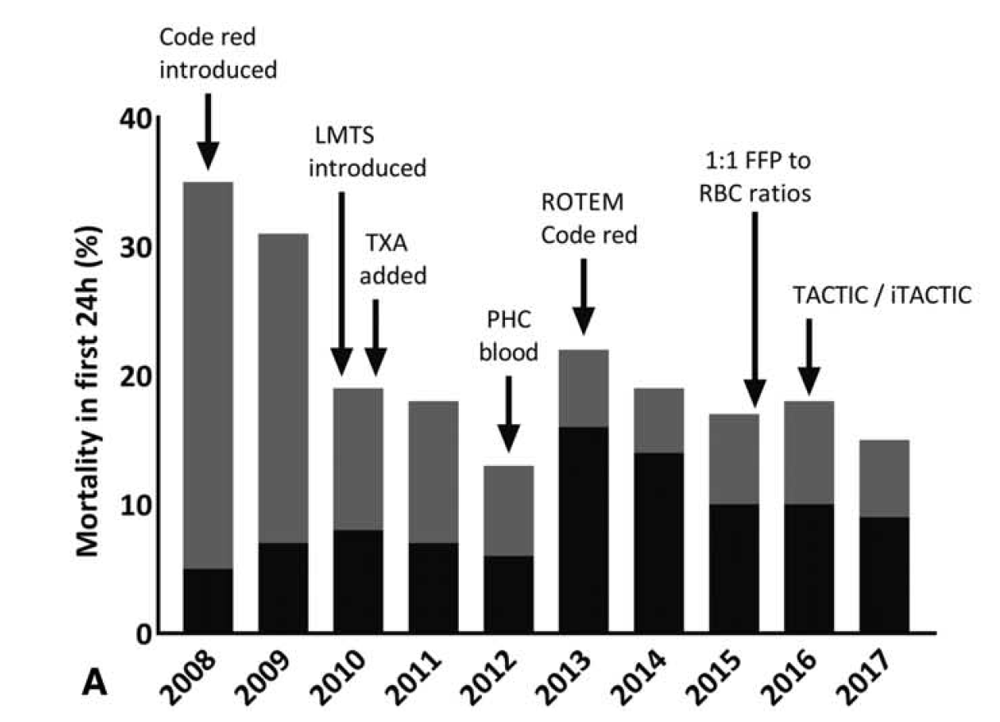 Code red
introduced
LMTS
introduced
TXA
added
PHC
blood
ROTEM
Code red
1:1 FFP to
RBC ratios
TACTIC / iTACTIC
Mortality in first 24h (%)
40
30
20
10
0
2008
2009
2010
2011
2012
2013
2014
2015
2016
2017
A